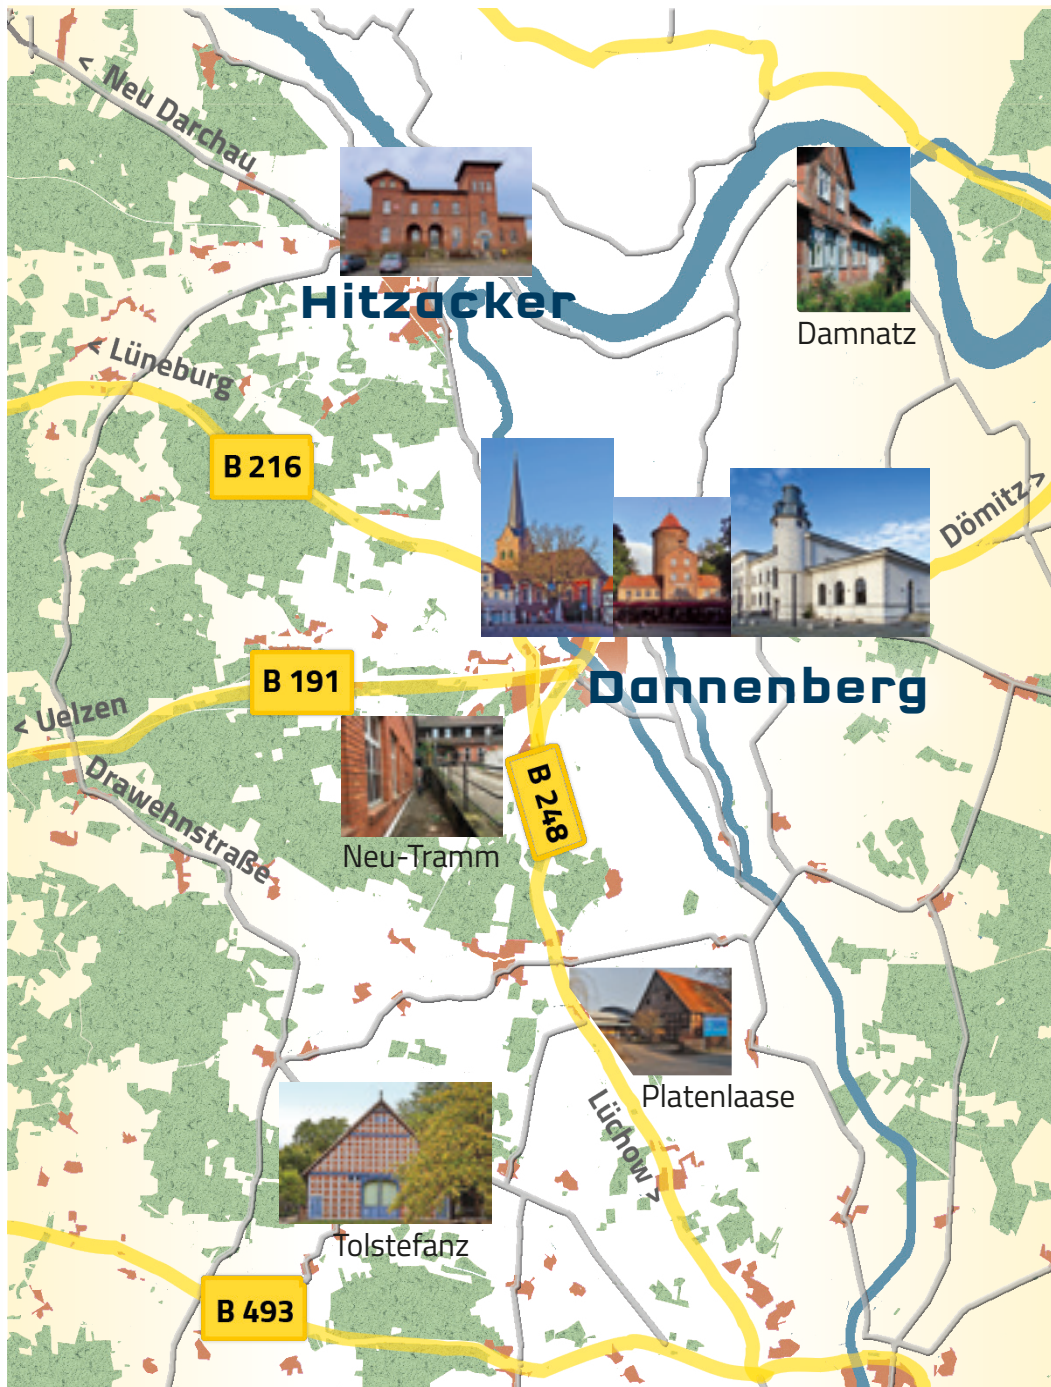 < Neu Darchau
Hitzacker
Damnatz
< Lüneburg
B 216
Dömitz >
B 191
Dannenberg
< Uelzen
Drawehnstraße
B 248
Neu-Tramm
Platenlaase
Lüchow >
Tolstefanz
B 493